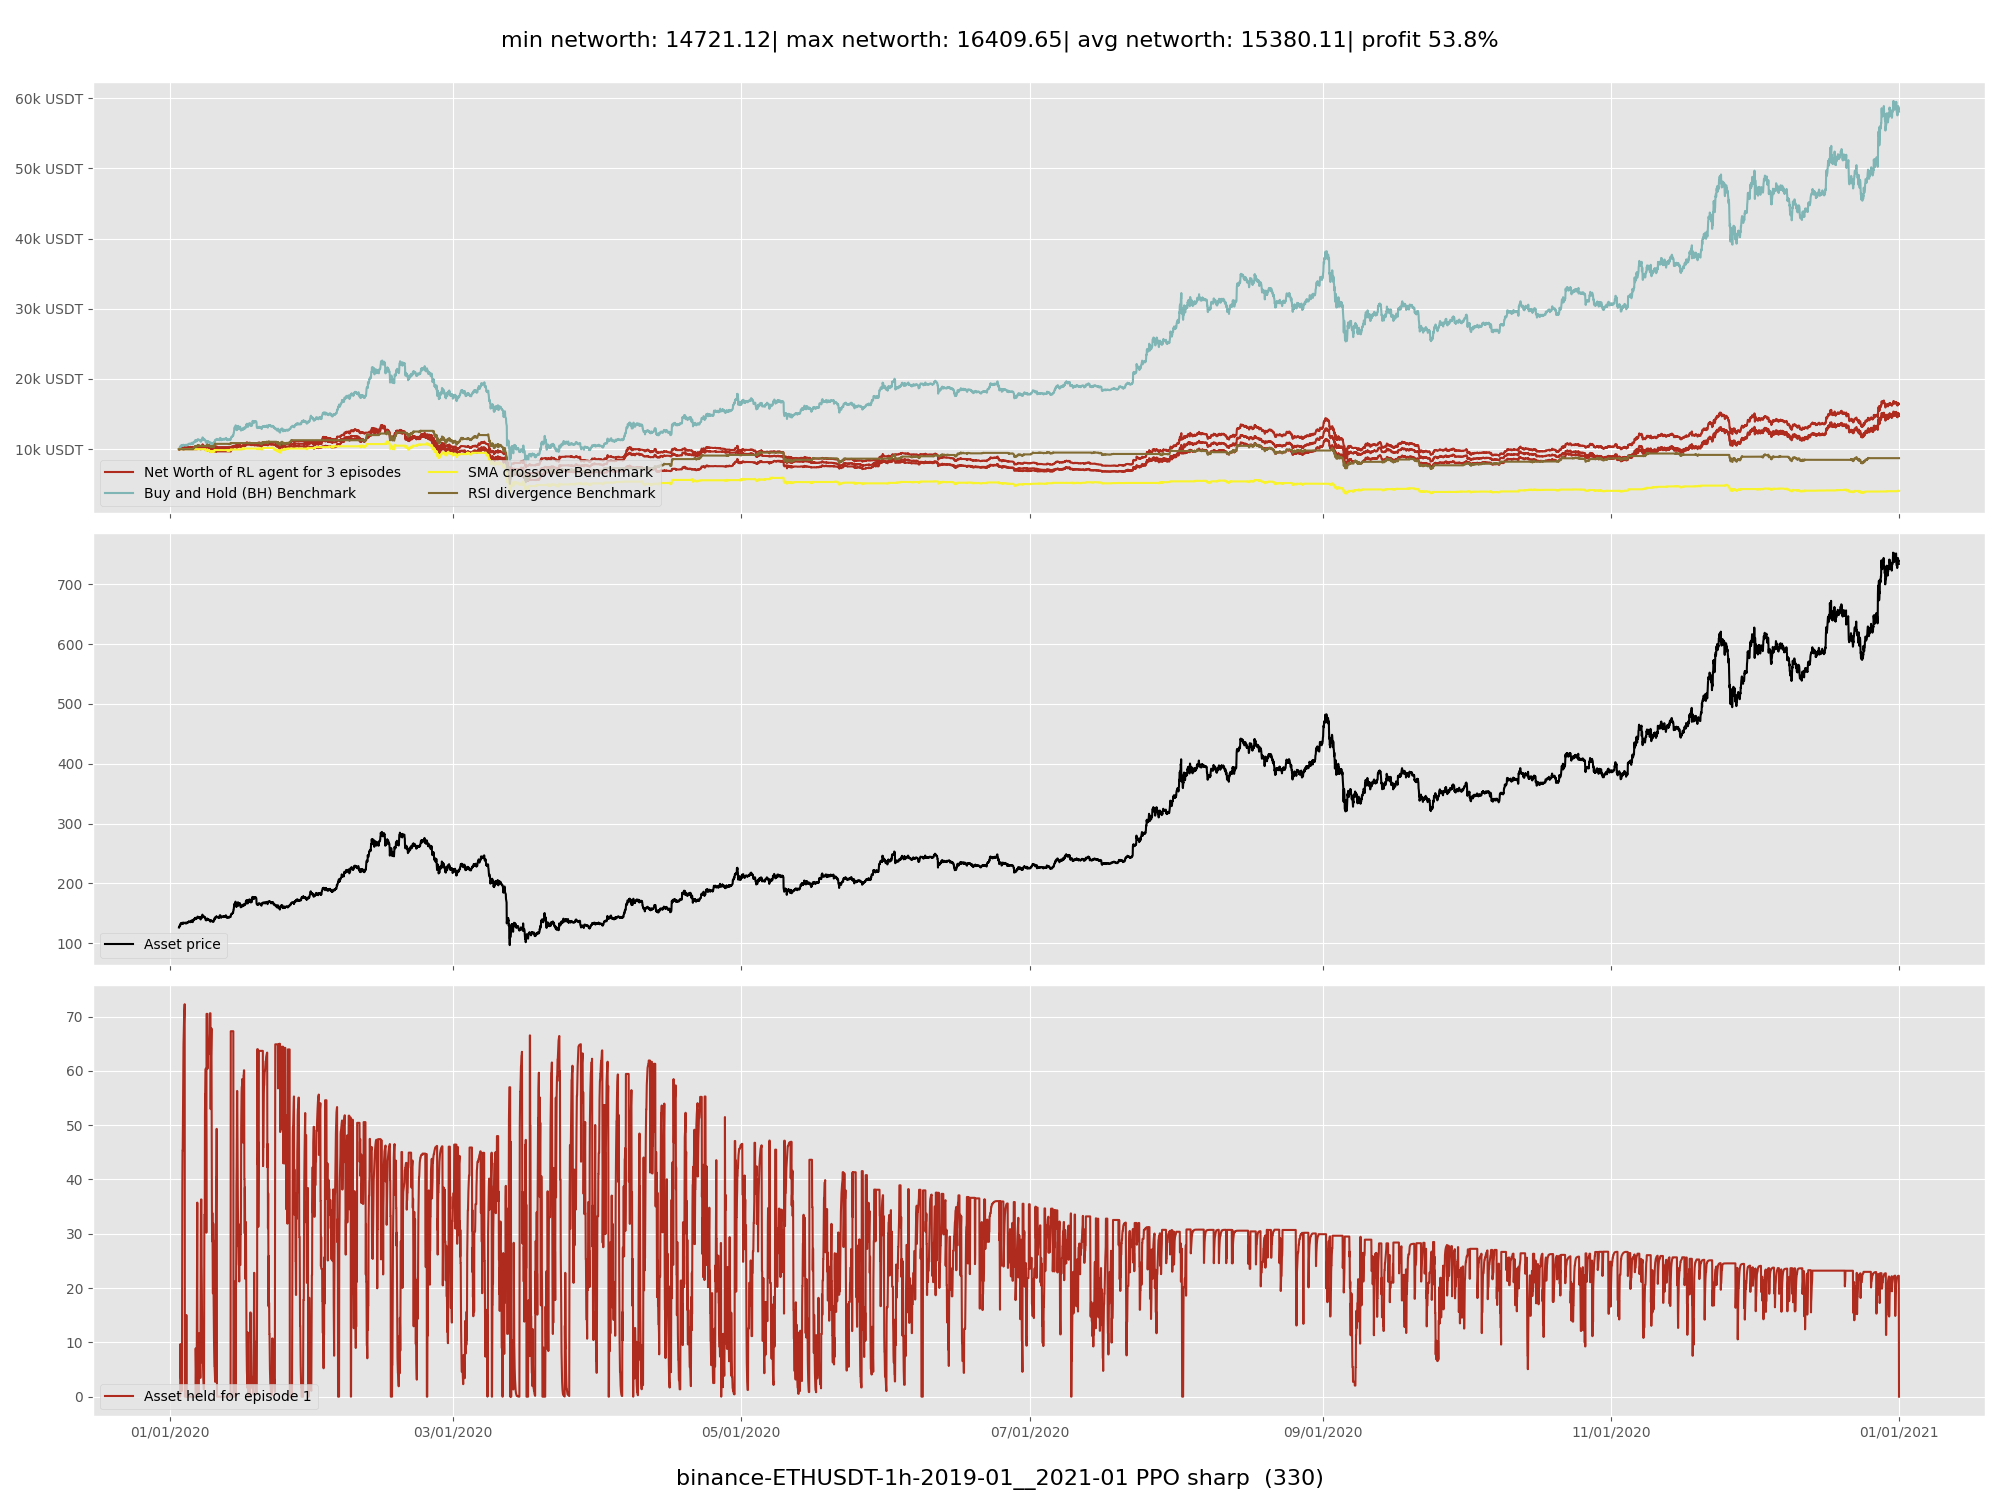 min networth: 14721.12| max networth: 16409.65| avg networth: 15380.11| profit 53.8%
60k USDT
50k USDT
40k USDT
30k USDT
20k USDT
10k USDT
Net Worth of RL agent for 3 episodes
Buy and Hold (BH) Benchmark
SMA crossover Benchmark
RSI divergence Benchmark
700
600
500
400
300
200
100
Asset price
70
60
50
40
30
20
10
0
Asset held for episode 1
01/01/2020 03/01/2020 05/01/2020 07/01/2020 09/01/2020 11/01/2020 01/01/2021
binance-ETHUSDT-1h-2019-01__2021-01 PPO sharp  (330)